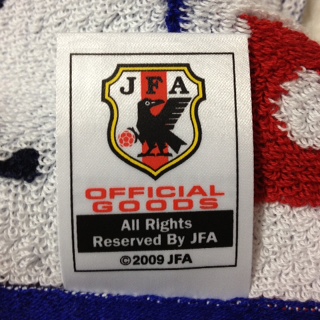 JFA
OFFICIAL
GOODS
All Rights
Reserved By JFA
©2009 JFA